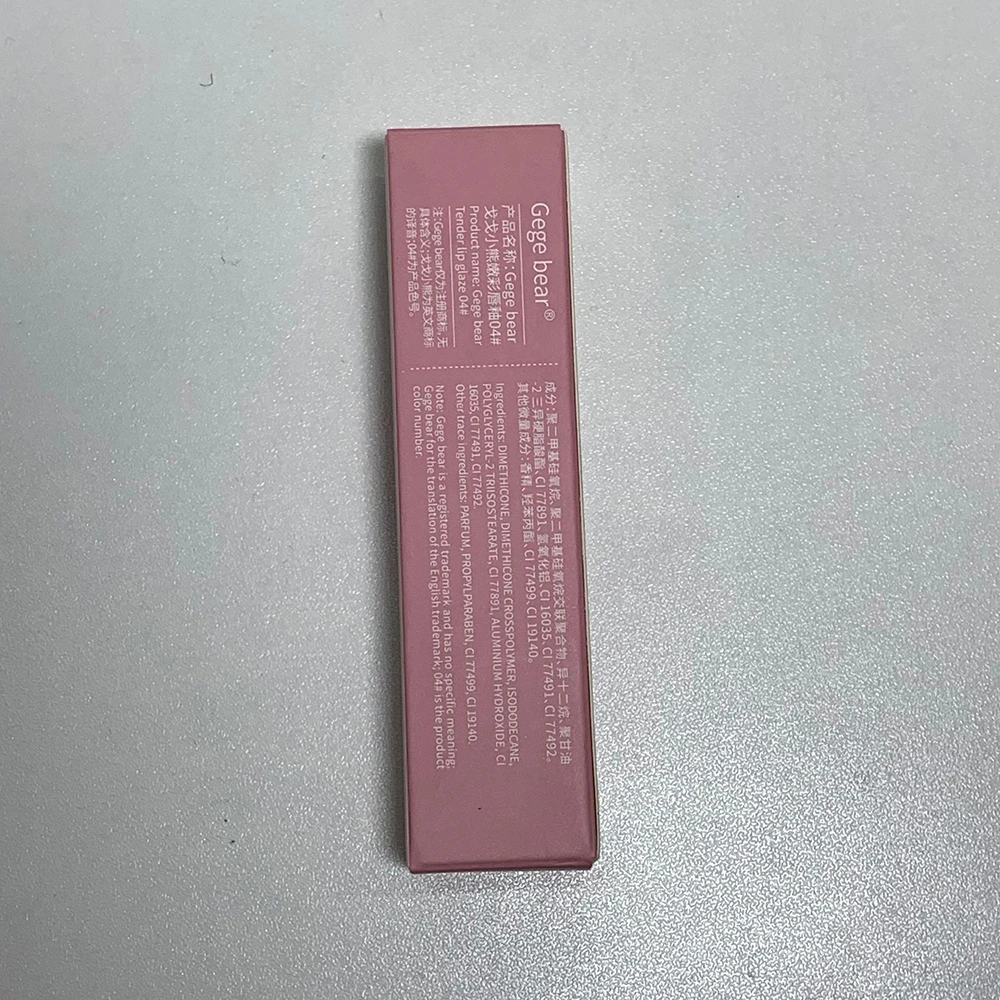 Gege bear®
产品名称：Gege bear
戈戈小熊嫩彩唇釉04#
Product name: Gege bear
Tender lip glaze 04#
注:Gege bear仅为注册商标,无
具体含义;戈戈小熊为英文商标
的译音;04#为产品色号。
成分：聚二甲基硅氧烷、聚二甲基硅氧烷交联聚合物、异十二烷、聚甘油
-2 三异硬脂酸酯、CI 77891、氢氧化铝、CI 16035、CI 77491、CI 77492。
其他微量成分：香精、羟苯丙酯、CI 77499、CI 19140。
Ingredients: DIMETHICONE, DIMETHICONE CROSSPOLYMER, ISODODECANE,
POLYGLYCERYL-2 TRIISOSTEARATE, CI 77891, ALUMINIUM HYDROXIDE, CI
16035, CI 77491, CI 77492.
Other trace ingredients: PARFUM, PROPYLPARABEN, CI 77499, CI 19140.
Note: Gege bear is a registered trademark and has no specific meaning;
Gege bear for the translation of the English trademark; 04# is the product
color number.